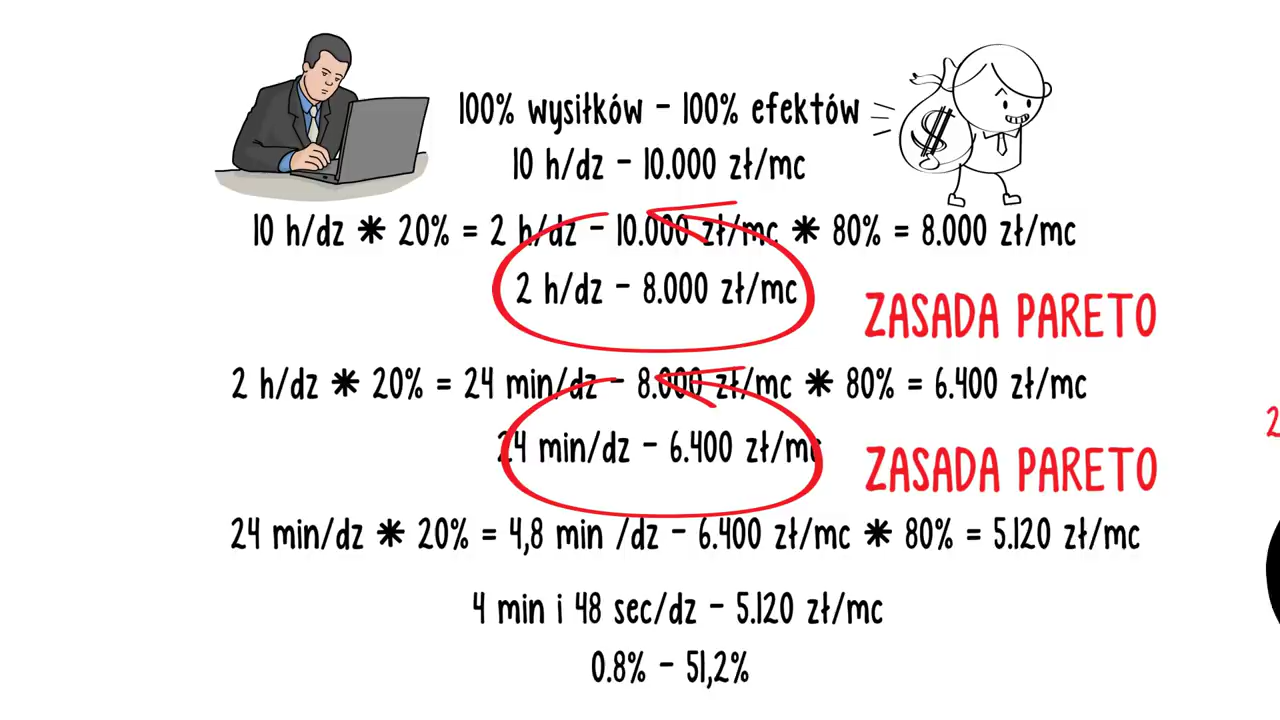 100% wysiłków – 100% efektów
$
10 h/dz – 10.000 zł/mc
10 h/dz * 20% = 2 h/dz – 10.000 zł/mc * 80% = 8.000 zł/mc
2 h/dz – 8.000 zł/mc
ZASADA PARETO
2 h/dz * 20% = 24 min/dz – 8.000 zł/mc * 80% = 6.400 zł/mc
2
24 min/dz – 6.400 zł/mc
ZASADA PARETO
24 min/dz * 20% = 4,8 min /dz – 6.400 zł/mc * 80% = 5.120 zł/mc
4 min i 48 sec/dz – 5.120 zł/mc
0.8% – 51,2%